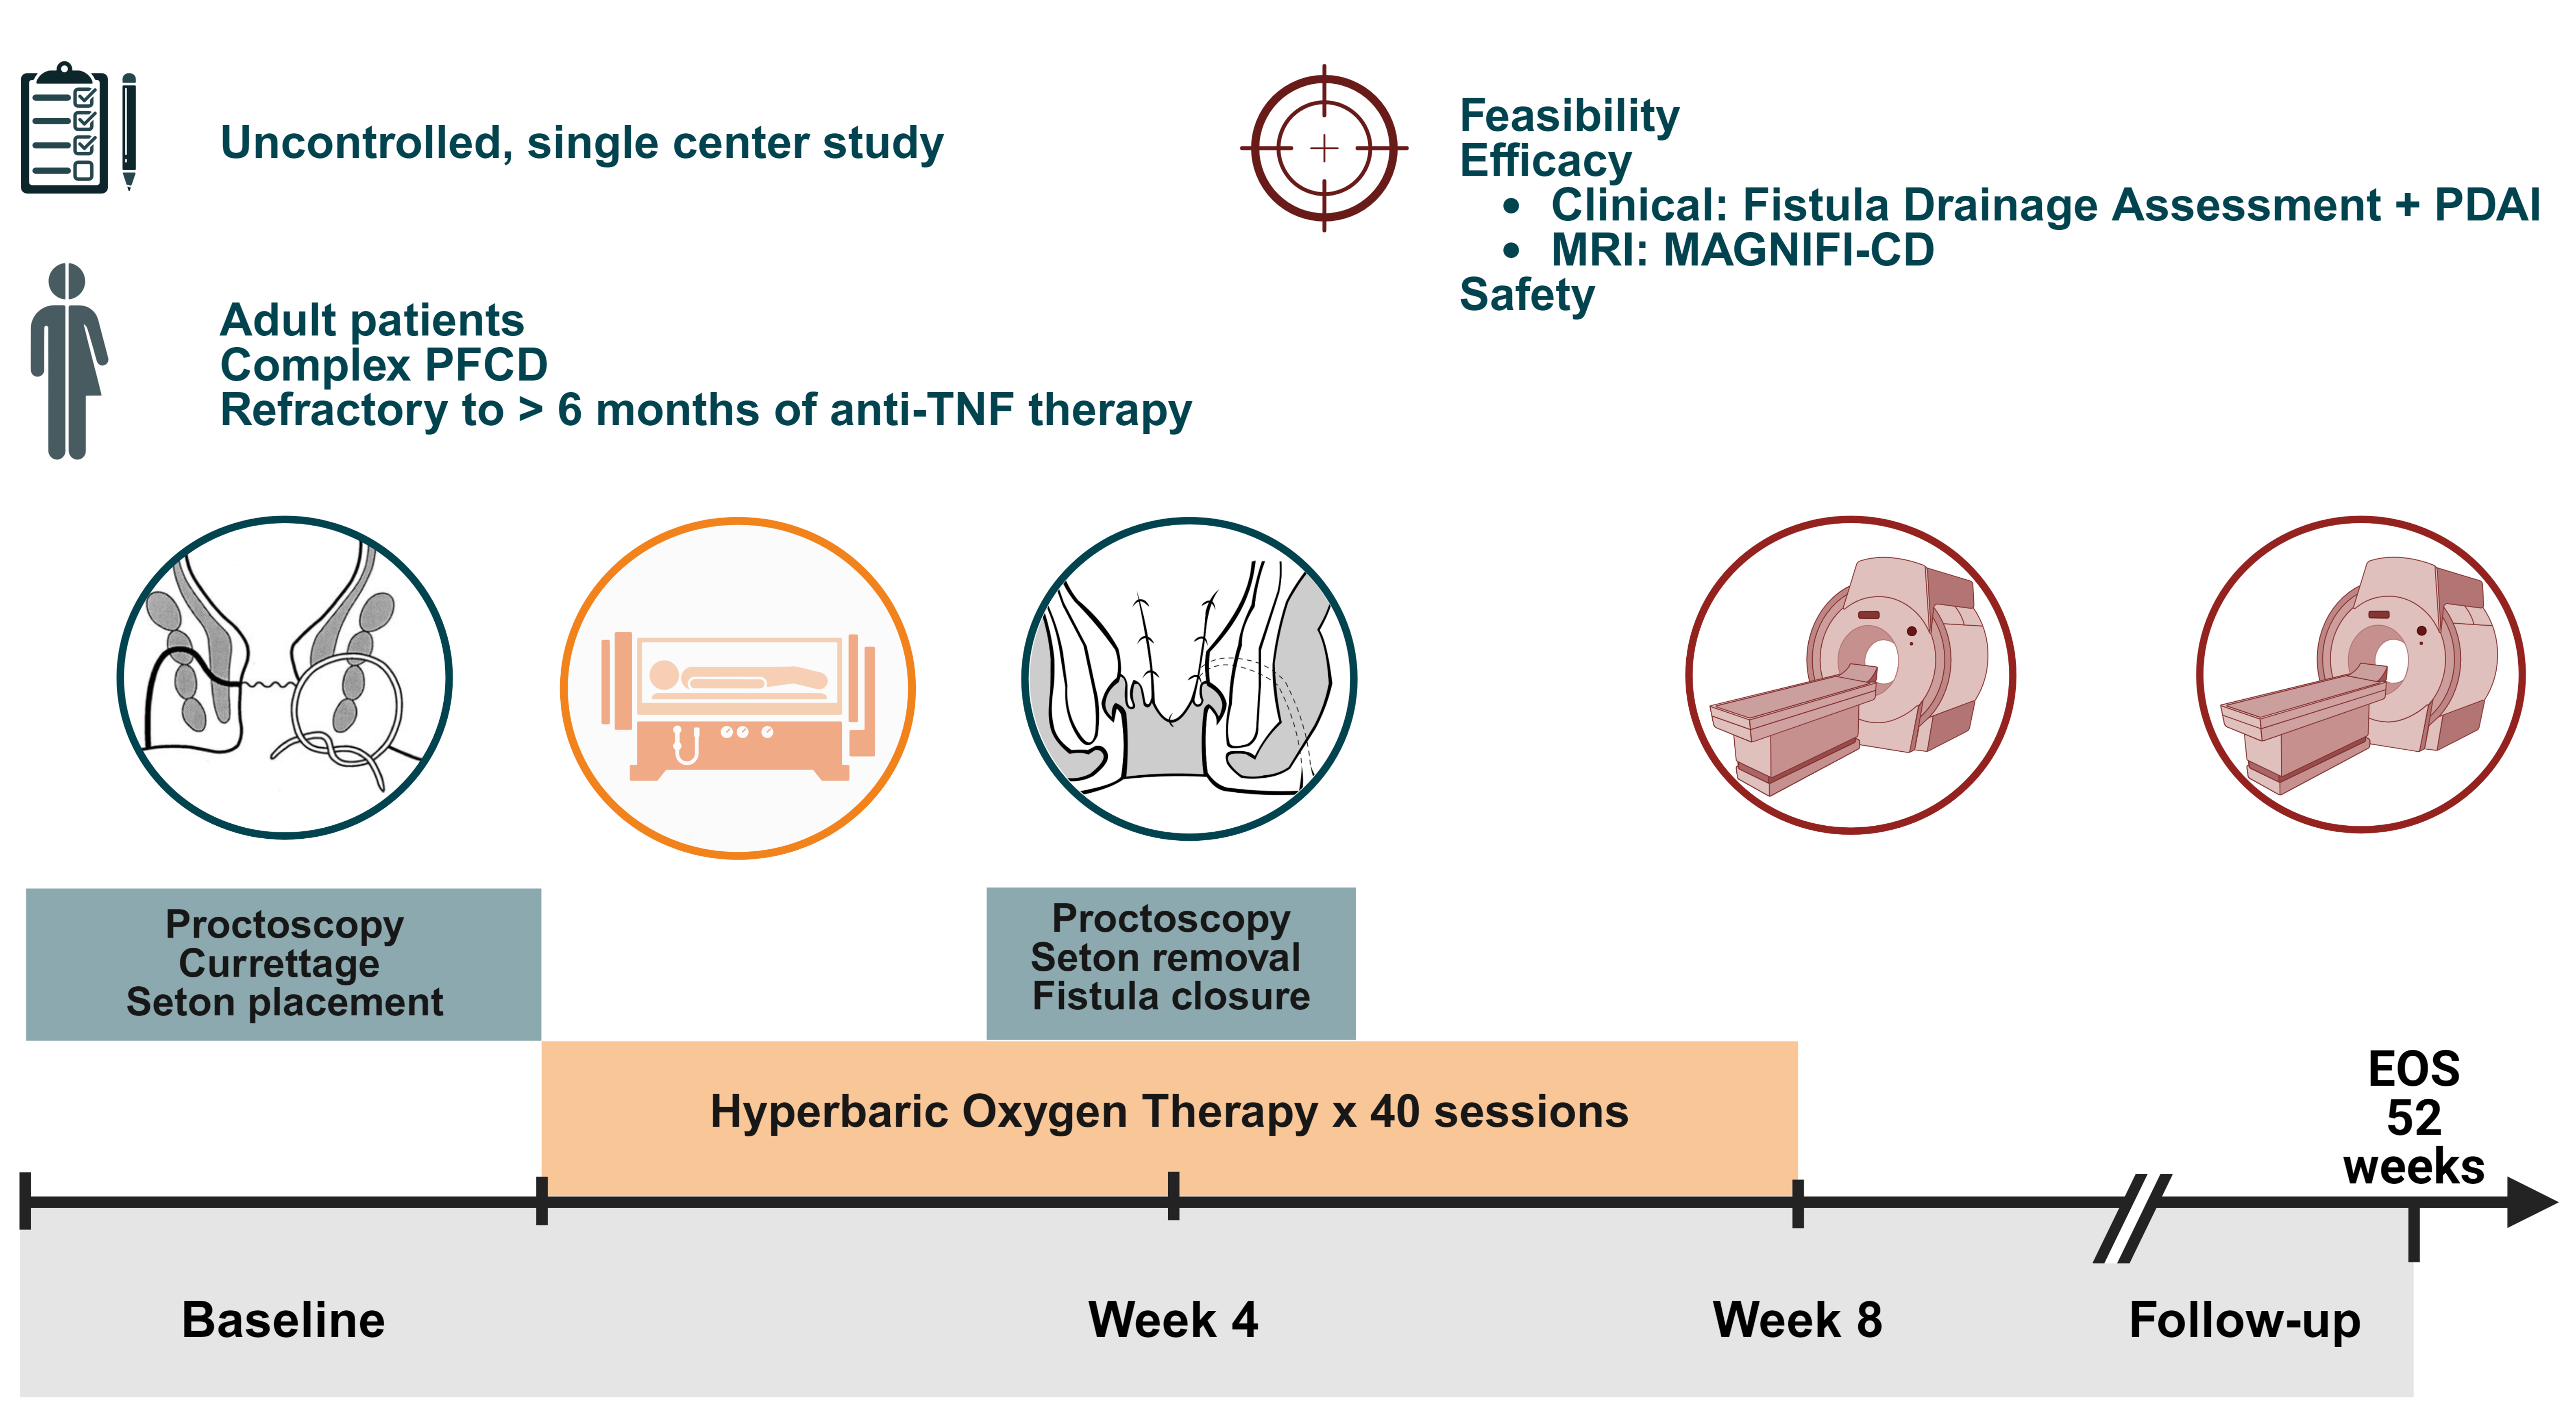 Uncontrolled, single center study
Feasibility
Efficacy
• Clinical: Fistula Drainage Assessment + PDAI
• MRI: MAGNIFI-CD
Safety
Adult patients
Complex PFCD
Refractory to > 6 months of anti-TNF therapy
Proctoscopy
Currettage
Seton placement
Proctoscopy
Seton removal
Fistula closure
Hyperbaric Oxygen Therapy x 40 sessions
EOS
52
weeks
Baseline
Week 4
Week 8
Follow-up